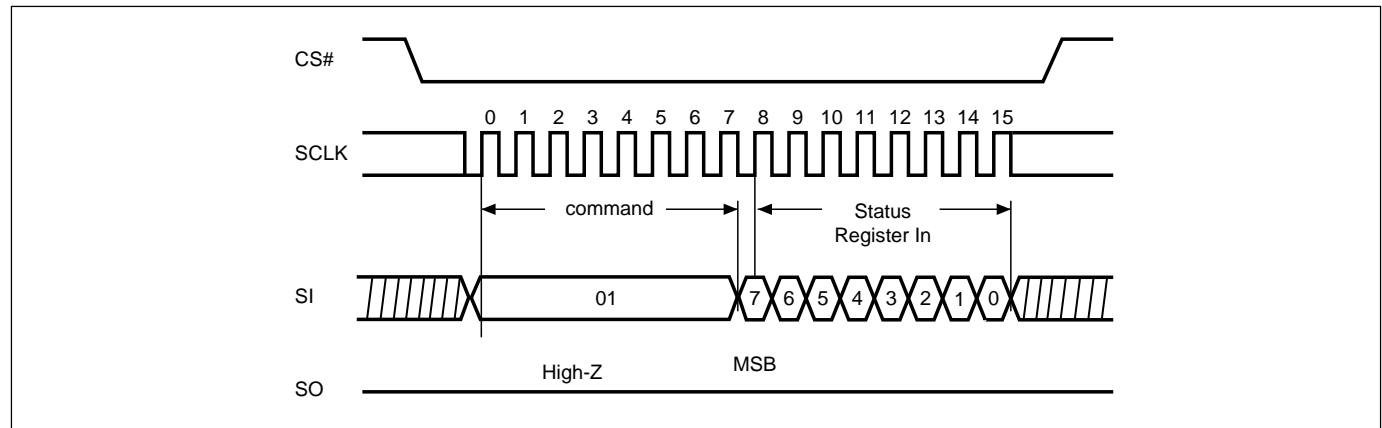 CS#
0 1 2 3 4 5 6 7 8 9 10 11 12 13 14 15
SCLK
command
Status
Register In
SI
01
7 6 5 4 3 2 1 0
High-Z
MSB
SO